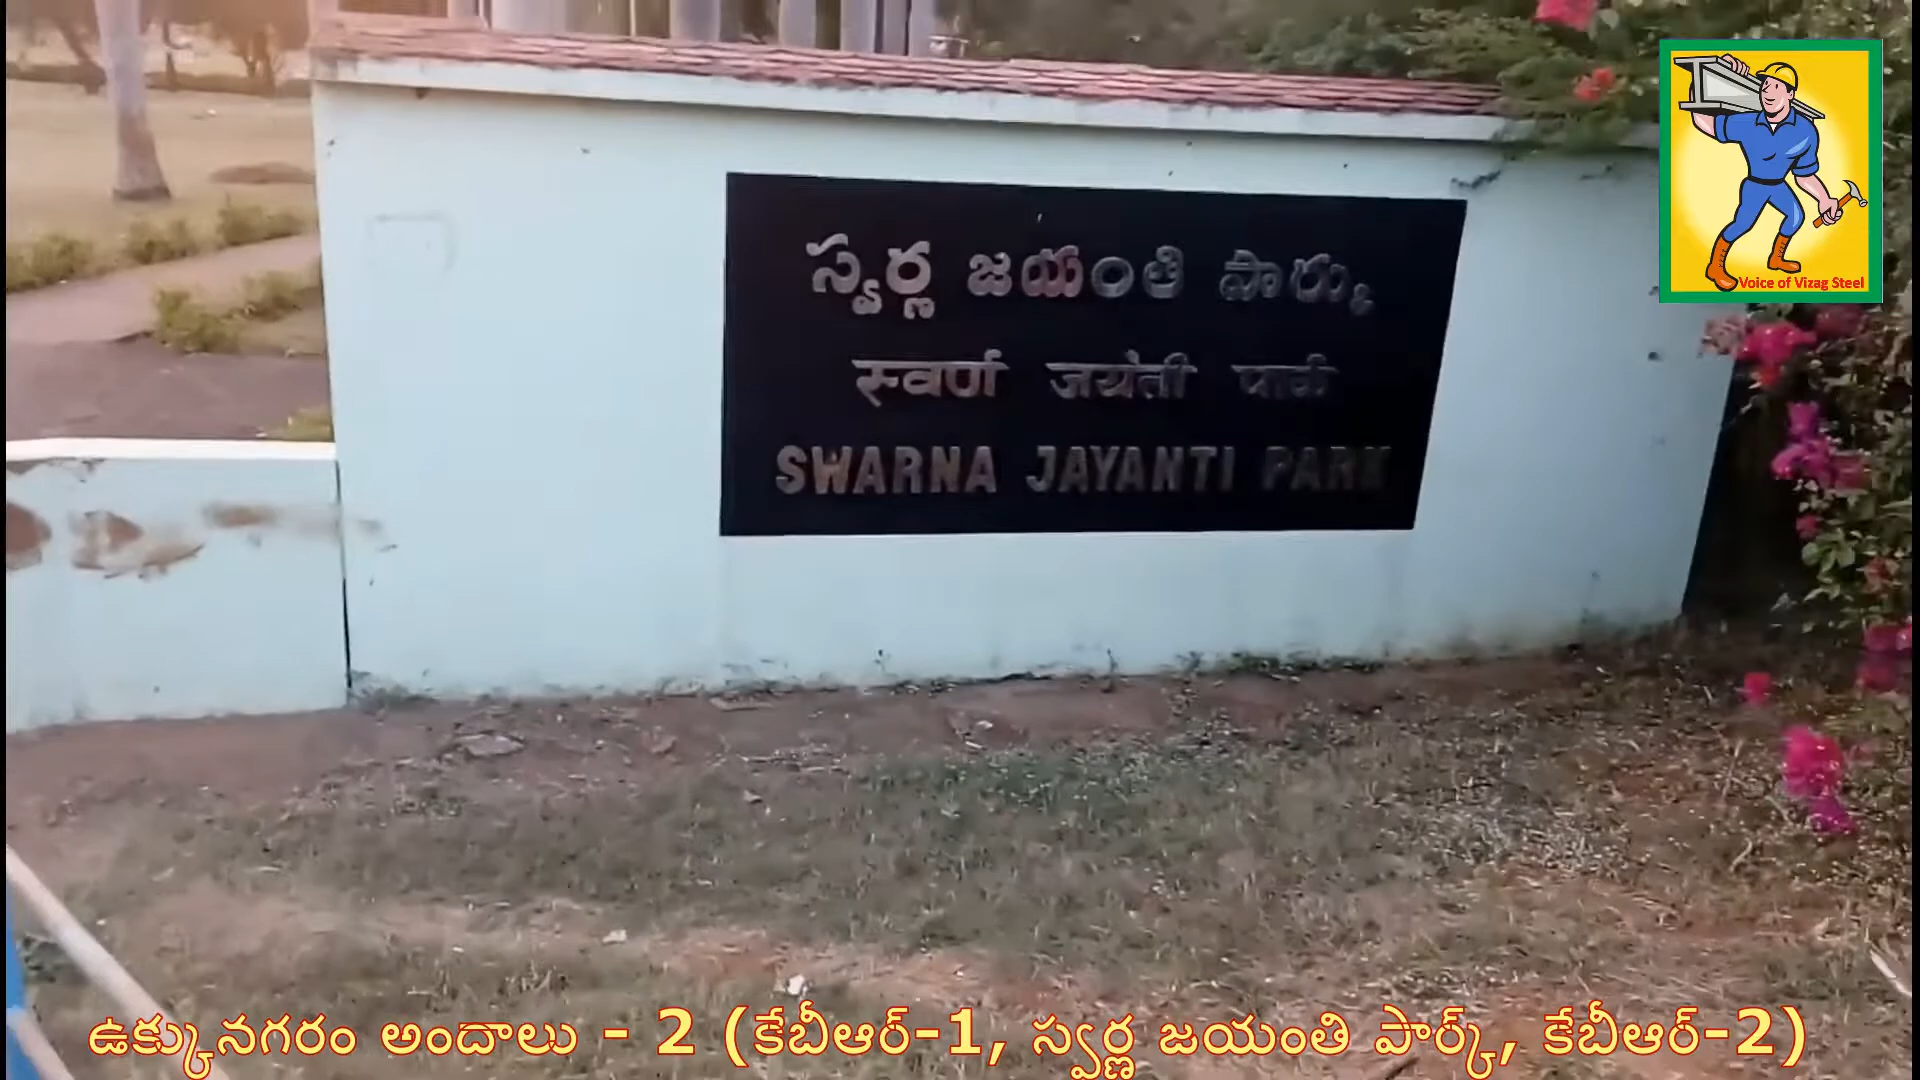 స్వర్ణ జయంతి పార్కు
स्वर्ण जयंती पार्क
SWARNA JAYANTI PARK
Voice of Vizag Steel
ఉక్కునగరం అందాలు - 2 (కేబీఆర్-1, స్వర్ణ జయంతి పార్క్, కేబీఆర్-2)